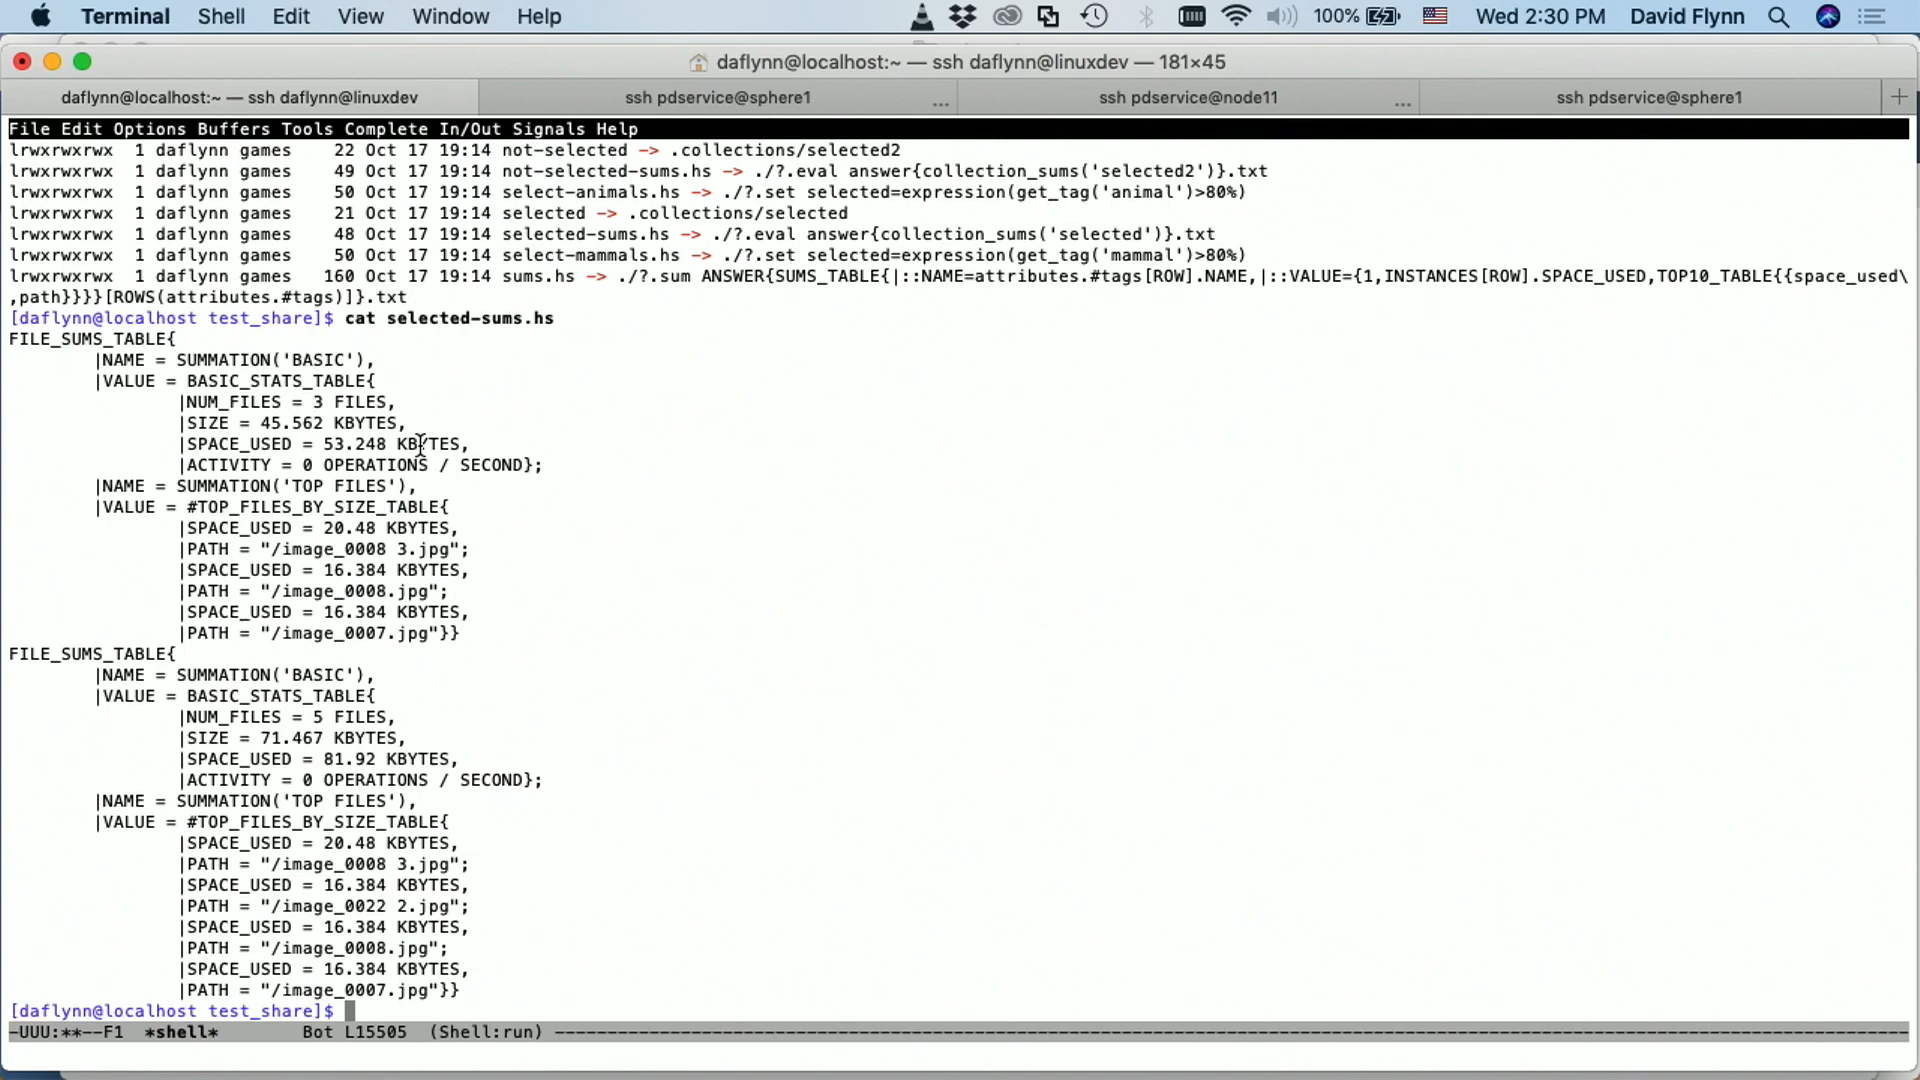 Terminal Shell Edit View Window Help 100% Wed 2:30 PM David Flynn
daflynn@localhost:~ — ssh daflynn@linuxdev — 181×45
daflynn@localhost:~ — ssh daflynn@linuxdev ssh pdservice@sphere1 ... ssh pdservice@node11 ... ssh pdservice@sphere1 +
File Edit Options Buffers Tools Complete In/Out Signals Help
lrwxrwxrwx 1 daflynn games 22 Oct 17 19:14 not-selected -> .collections/selected2
lrwxrwxrwx 1 daflynn games 49 Oct 17 19:14 not-selected-sums.hs -> ./?.eval answer{collection_sums('selected2')}.txt
lrwxrwxrwx 1 daflynn games 50 Oct 17 19:14 select-animals.hs -> ./?.set selected=expression(get_tag('animal')>80%)
lrwxrwxrwx 1 daflynn games 21 Oct 17 19:14 selected -> .collections/selected
lrwxrwxrwx 1 daflynn games 48 Oct 17 19:14 selected-sums.hs -> ./?.eval answer{collection_sums('selected')}.txt
lrwxrwxrwx 1 daflynn games 50 Oct 17 19:14 select-mammals.hs -> ./?.set selected=expression(get_tag('mammal')>80%)
lrwxrwxrwx 1 daflynn games 160 Oct 17 19:14 sums.hs -> ./?.sum ANSWER{SUMS_TABLE{|::NAME=attributes.#tags[ROW].NAME,|::VALUE={1,INSTANCES[ROW].SPACE_USED,TOP10_TABLE{{space_used\
,path}}}}[ROWS(attributes.#tags)]}.txt
[daflynn@localhost test_share]$ cat selected-sums.hs
FILE_SUMS_TABLE{
|NAME = SUMMATION('BASIC'),
|VALUE = BASIC_STATS_TABLE{
|NUM_FILES = 3 FILES,
|SIZE = 45.562 KBYTES,
|SPACE_USED = 53.248 KBYTES,
|ACTIVITY = 0 OPERATIONS / SECOND};
|NAME = SUMMATION('TOP FILES'),
|VALUE = #TOP_FILES_BY_SIZE_TABLE{
|SPACE_USED = 20.48 KBYTES,
|PATH = "/image_0008 3.jpg";
|SPACE_USED = 16.384 KBYTES,
|PATH = "/image_0008.jpg";
|SPACE_USED = 16.384 KBYTES,
|PATH = "/image_0007.jpg"}}
FILE_SUMS_TABLE{
|NAME = SUMMATION('BASIC'),
|VALUE = BASIC_STATS_TABLE{
|NUM_FILES = 5 FILES,
|SIZE = 71.467 KBYTES,
|SPACE_USED = 81.92 KBYTES,
|ACTIVITY = 0 OPERATIONS / SECOND};
|NAME = SUMMATION('TOP FILES'),
|VALUE = #TOP_FILES_BY_SIZE_TABLE{
|SPACE_USED = 20.48 KBYTES,
|PATH = "/image_0008 3.jpg";
|SPACE_USED = 16.384 KBYTES,
|PATH = "/image_0022 2.jpg";
|SPACE_USED = 16.384 KBYTES,
|PATH = "/image_0008.jpg";
|SPACE_USED = 16.384 KBYTES,
|PATH = "/image_0007.jpg"}}
[daflynn@localhost test_share]$
-UUU:**--F1 *shell* Bot L15505 (Shell:run)